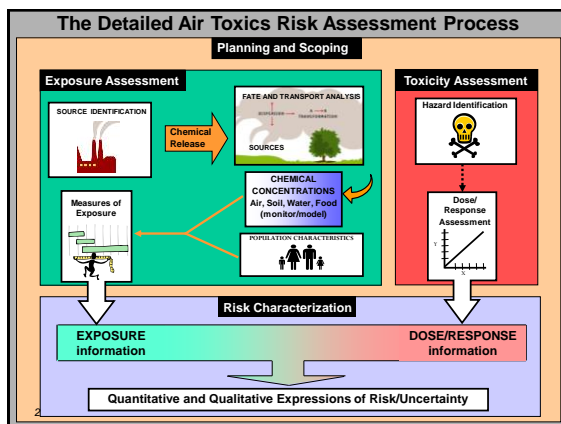 The Detailed Air Toxics Risk Assessment Process
Planning and Scoping
Exposure Assessment
SOURCE IDENTIFICATION
Chemical
Release
FATE AND TRANSPORT ANALYSIS
DISPERSION
A
B
TRANSFORMATION
SOURCES
CHEMICAL
CONCENTRATIONS
Air, Soil, Water, Food
(monitor/model)
POPULATION CHARACTERISTICS
Measures of
Exposure
Toxicity Assessment
Hazard Identification
Dose/
Response
Assessment
Y
X
Risk Characterization
EXPOSURE
information
DOSE/RESPONSE
information
Quantitative and Qualitative Expressions of Risk/Uncertainty
2